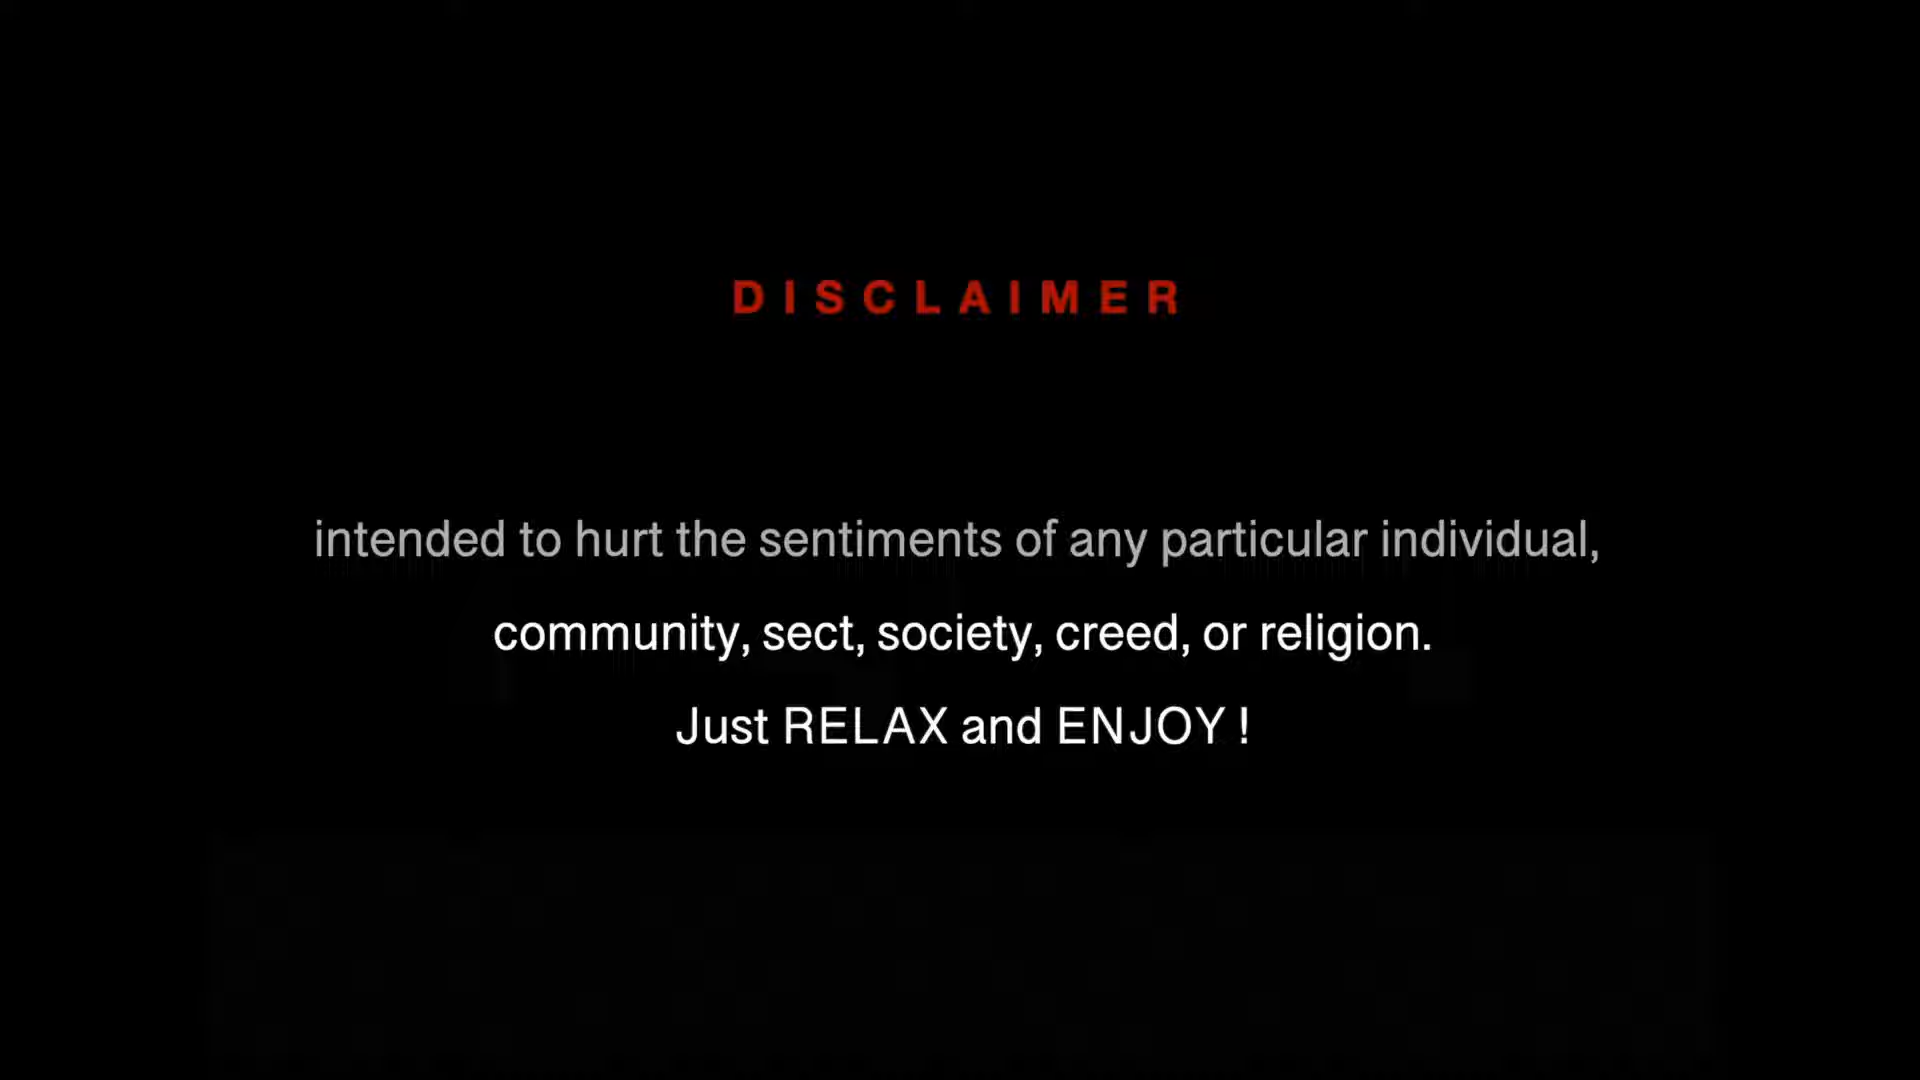 DISCLAIMER
intended to hurt the sentiments of any particular individual,
community, sect, society, creed, or religion.
Just RELAX and ENJOY !